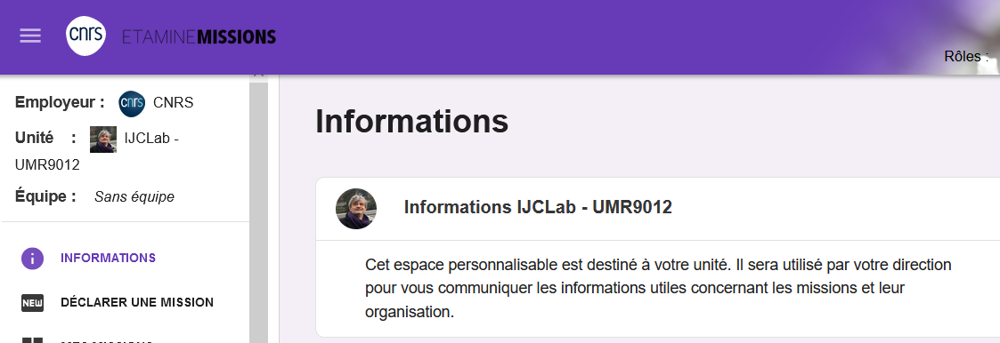 cnrs ETAMINEMISSIONS
Rôles :
Employeur : cnrs CNRS
Unité : IJCLab -
UMR9012
Équipe : Sans équipe
INFORMATIONS
NEW DÉCLARER UNE MISSION
Informations
Informations IJCLab - UMR9012
Cet espace personnalisable est destiné à votre unité. Il sera utilisé par votre direction
pour vous communiquer les informations utiles concernant les missions et leur
organisation.